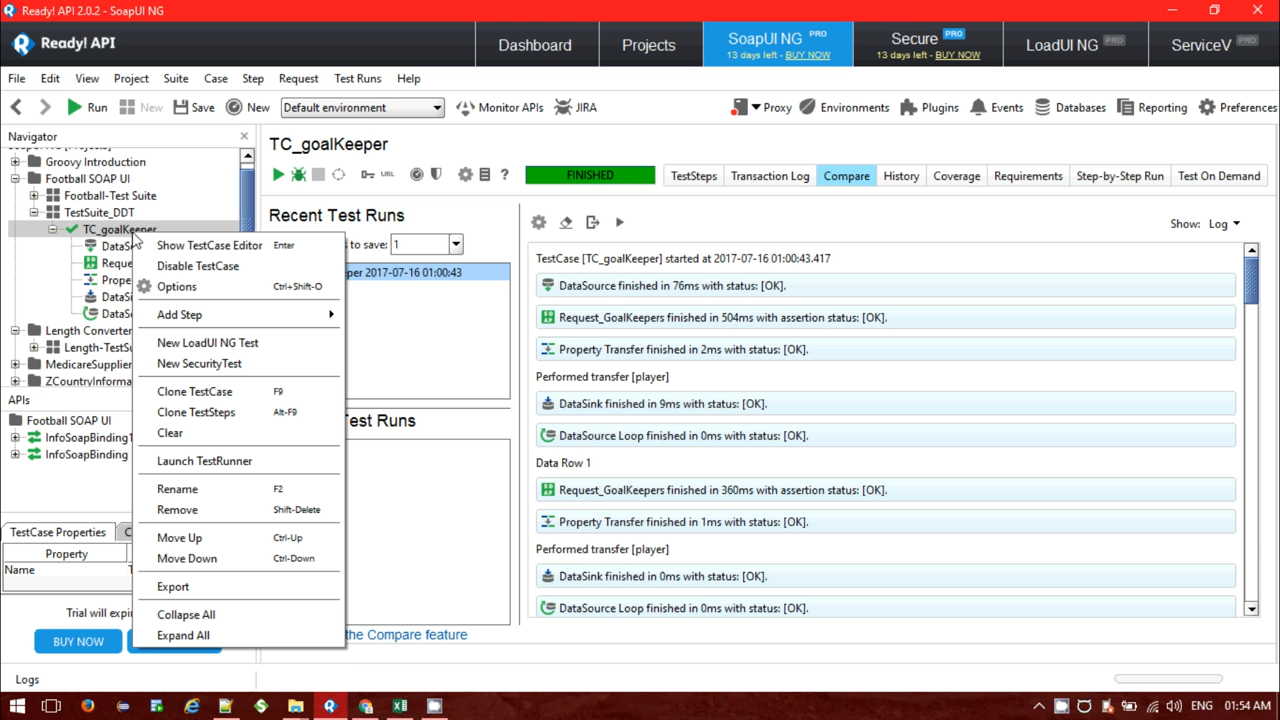 Ready! API 2.0.2 - SoapUI NG
Ready! API
Dashboard
Projects
SoapUI NG PRO
13 days left - BUY NOW
Secure PRO
13 days left - BUY NOW
LoadUI NG PRO
ServiceV PRO
File Edit View Project Suite Case Step Request Test Runs Help
Run New Save New Default environment Monitor APIs JIRA Proxy Environments Plugins Events Databases Reporting Preferences
Navigator
Groovy Introduction
Football SOAP UI
Football-Test Suite
TestSuite_DDT
TC_goalKeeper
Length Converter
MedicareSupplier
ZCountryInforma
APIs
Football SOAP UI
InfoSoapBinding1
InfoSoapBinding
TestCase Properties
Property
Name
Trial will expi
BUY NOW
Logs
Show TestCase Editor Enter
Disable TestCase
Options Ctrl+Shift-O
Add Step
New LoadUI NG Test
New SecurityTest
Clone TestCase F9
Clone TestSteps Alt-F9
Clear
Launch TestRunner
Rename F2
Remove Shift-Delete
Move Up Ctrl-Up
Move Down Ctrl-Down
Export
Collapse All
Expand All
TC_goalKeeper
URL
FINISHED
TestSteps Transaction Log Compare History Coverage Requirements Step-by-Step Run Test On Demand
Recent Test Runs
to save: 1
per 2017-07-16 01:00:43
est Runs
the Compare feature
Show: Log
TestCase [TC_goalKeeper] started at 2017-07-16 01:00:43.417
DataSource finished in 76ms with status: [OK].
Request_GoalKeepers finished in 504ms with assertion status: [OK].
Property Transfer finished in 2ms with status: [OK].
Performed transfer [player]
DataSink finished in 9ms with status: [OK].
DataSource Loop finished in 0ms with status: [OK].
Data Row 1
Request_GoalKeepers finished in 360ms with assertion status: [OK].
Property Transfer finished in 1ms with status: [OK].
Performed transfer [player]
DataSink finished in 0ms with status: [OK].
DataSource Loop finished in 0ms with status: [OK].
ENG 01:54 AM